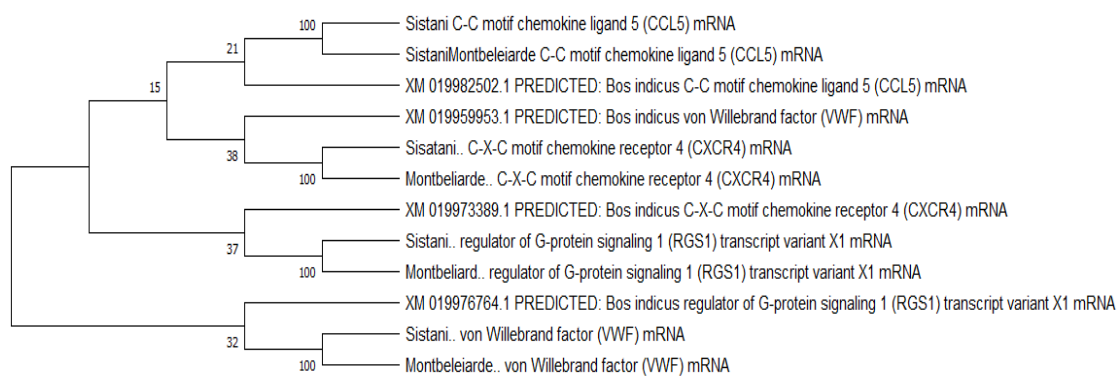 100
Sistani C-C motif chemokine ligand 5 (CCL5) mRNA
21
SistaniMontbeleiarde C-C motif chemokine ligand 5 (CCL5) mRNA
15
XM 019982502.1 PREDICTED: Bos indicus C-C motif chemokine ligand 5 (CCL5) mRNA
XM 019959953.1 PREDICTED: Bos indicus von Willebrand factor (VWF) mRNA
38
Sisatani.. C-X-C motif chemokine receptor 4 (CXCR4) mRNA
100
Montbeliarde.. C-X-C motif chemokine receptor 4 (CXCR4) mRNA
XM 019973389.1 PREDICTED: Bos indicus C-X-C motif chemokine receptor 4 (CXCR4) mRNA
37
Sistani.. regulator of G-protein signaling 1 (RGS1) transcript variant X1 mRNA
100
Montbeliard.. regulator of G-protein signaling 1 (RGS1) transcript variant X1 mRNA
XM 019976764.1 PREDICTED: Bos indicus regulator of G-protein signaling 1 (RGS1) transcript variant X1 mRNA
32
Sistani.. von Willebrand factor (VWF) mRNA
100
Montbeleiarde.. von Willebrand factor (VWF) mRNA